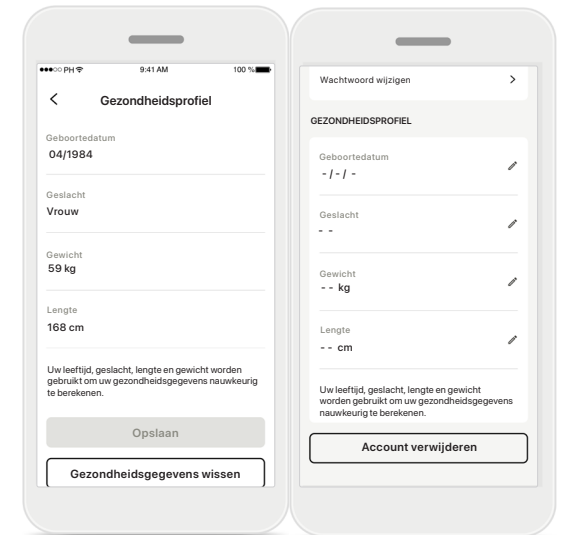 PH 9:41 AM 100 %
Gezondheidsprofiel
Geboortedatum
04/1984
Geslacht
Vrouw
Gewicht
59 kg
Lengte
168 cm
Uw leeftijd, geslacht, lengte en gewicht worden
gebruikt om uw gezondheidsgegevens nauwkeurig
te berekenen.
Opslaan
Gezondheidsgegevens wissen
Wachtwoord wijzigen
GEZONDHEIDSPROFIEL
Geboortedatum
- / - / -
Geslacht
- -
Gewicht
- - kg
Lengte
- - cm
Uw leeftijd, geslacht, lengte en gewicht
worden gebruikt om uw gezondheidsgegevens
nauwkeurig te berekenen.
Account verwijderen